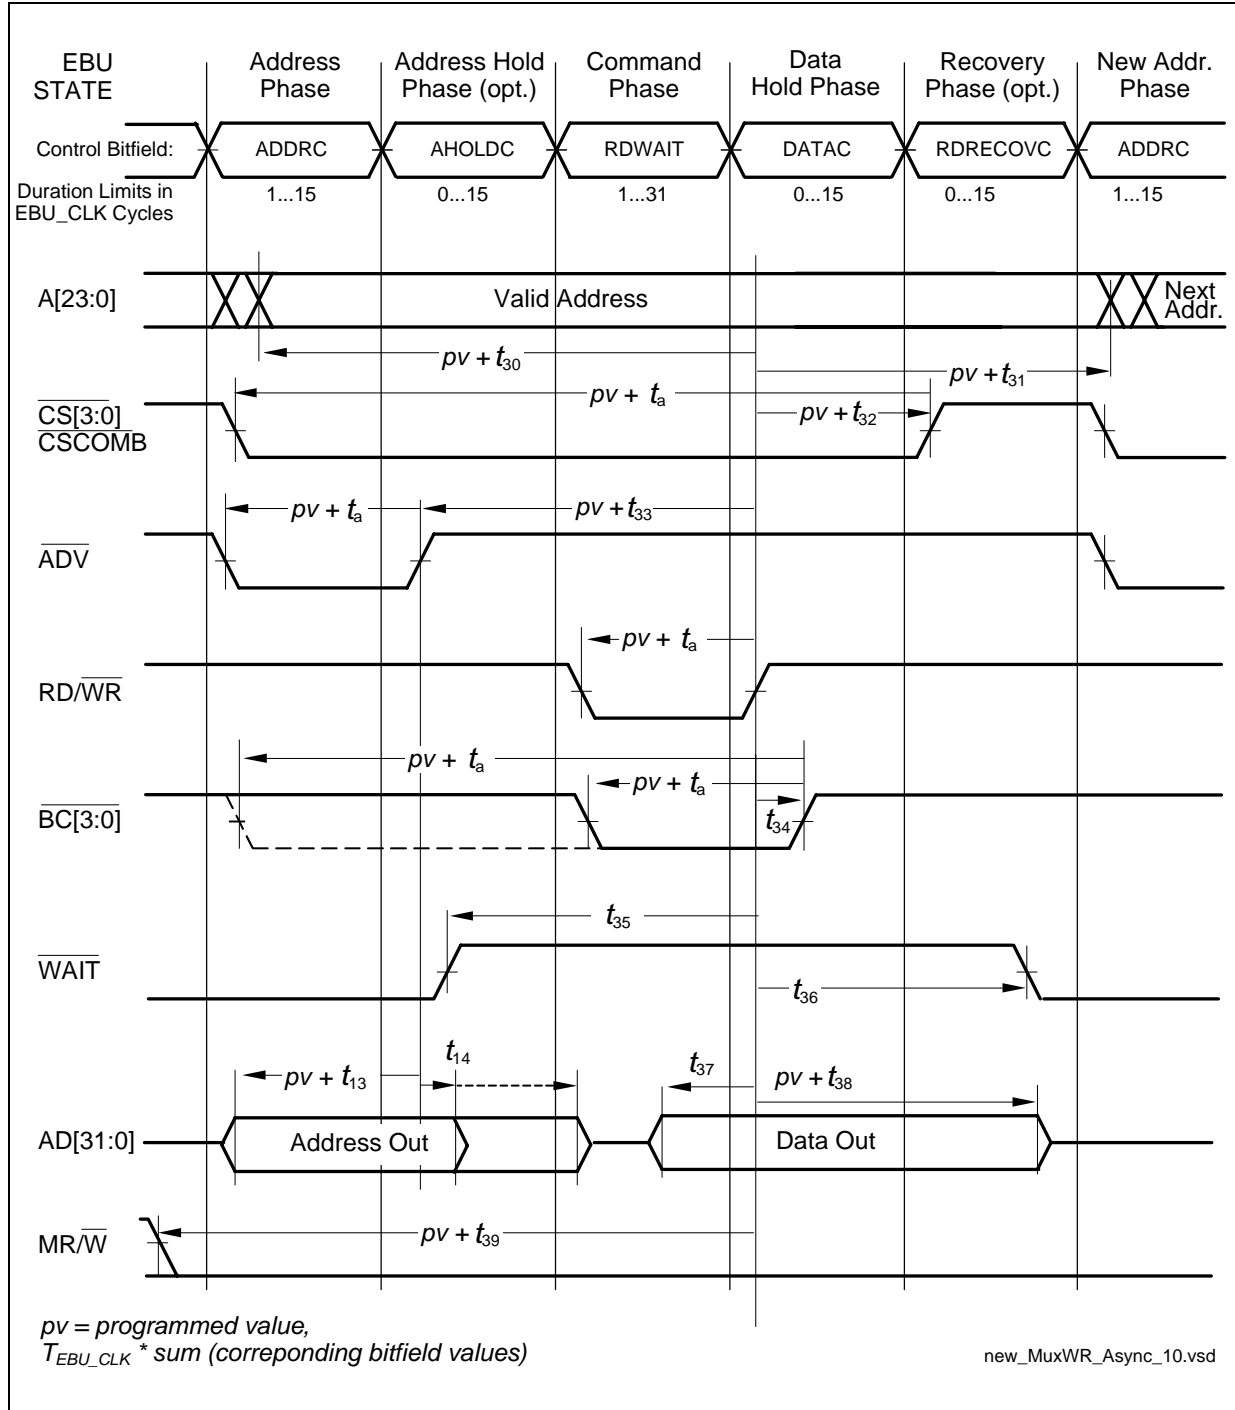 EBU
STATE
Address
Phase
Address Hold
Phase (opt.)
Command
Phase
Data
Hold Phase
Recovery
Phase (opt.)
New Addr.
Phase
Control Bitfield:
ADDRC
AHOLDC
RDWAIT
DATAC
RDRECOVC
ADDRC
Duration Limits in
EBU_CLK Cycles
1...15
0...15
1...31
0...15
0...15
1...15
A[23:0]
Valid Address
Next
Addr.
pv + t30
pv + t31
pv + ta
pv + t32
CS[3:0]
CSCOMB
pv + ta
pv + t33
ADV
pv + ta
RD/WR
pv + ta
pv + ta
BC[3:0]
t34
t35
WAIT
t36
pv + t13
t14
t37
pv + t38
AD[31:0]
Address Out
Data Out
MR/W
pv + t39
pv = programmed value,
TEBU_CLK * sum (correponding bitfield values)
new_MuxWR_Async_10.vsd